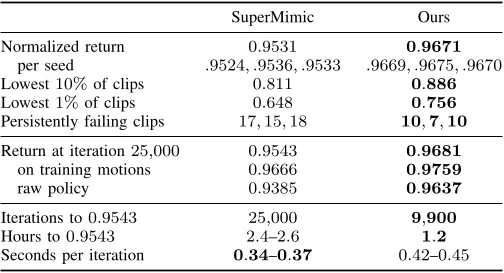 SuperMimic Ours
Normalized return 0.9531 0.9671
per seed .9524, .9536, .9533 .9669, .9675, .9670
Lowest 10% of clips 0.811 0.886
Lowest 1% of clips 0.648 0.756
Persistently failing clips 17, 15, 18 10, 7, 10
Return at iteration 25,000 0.9543 0.9681
on training motions 0.9666 0.9759
raw policy 0.9385 0.9637
Iterations to 0.9543 25,000 9,900
Hours to 0.9543 2.4–2.6 1.2
Seconds per iteration 0.34–0.37 0.42–0.45